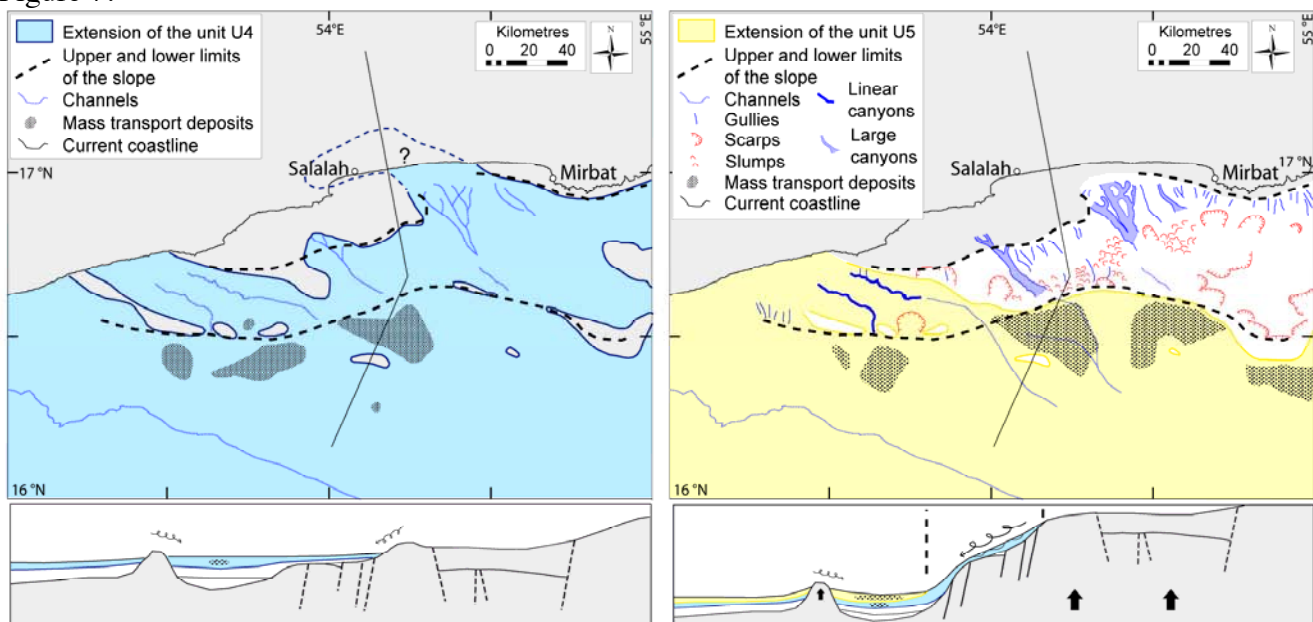 Figure
Extension of the unit U4
Upper and lower limits
of the slope
Channels
Mass transport deposits
Current coastline
54°E
Kilometres
0 20 40
N
55 °E
Salalah
?
17 °N
Mirbat
16 °N
Extension of the unit U5
Upper and lower limits
of the slope
Channels
Linear
canyons
Gullies
Scarps
Large
canyons
Slumps
Mass transport deposits
Current coastline
54°E
Kilometres
0 20 40
N
55 °E
Salalah
17 °N
Mirbat
16 °N